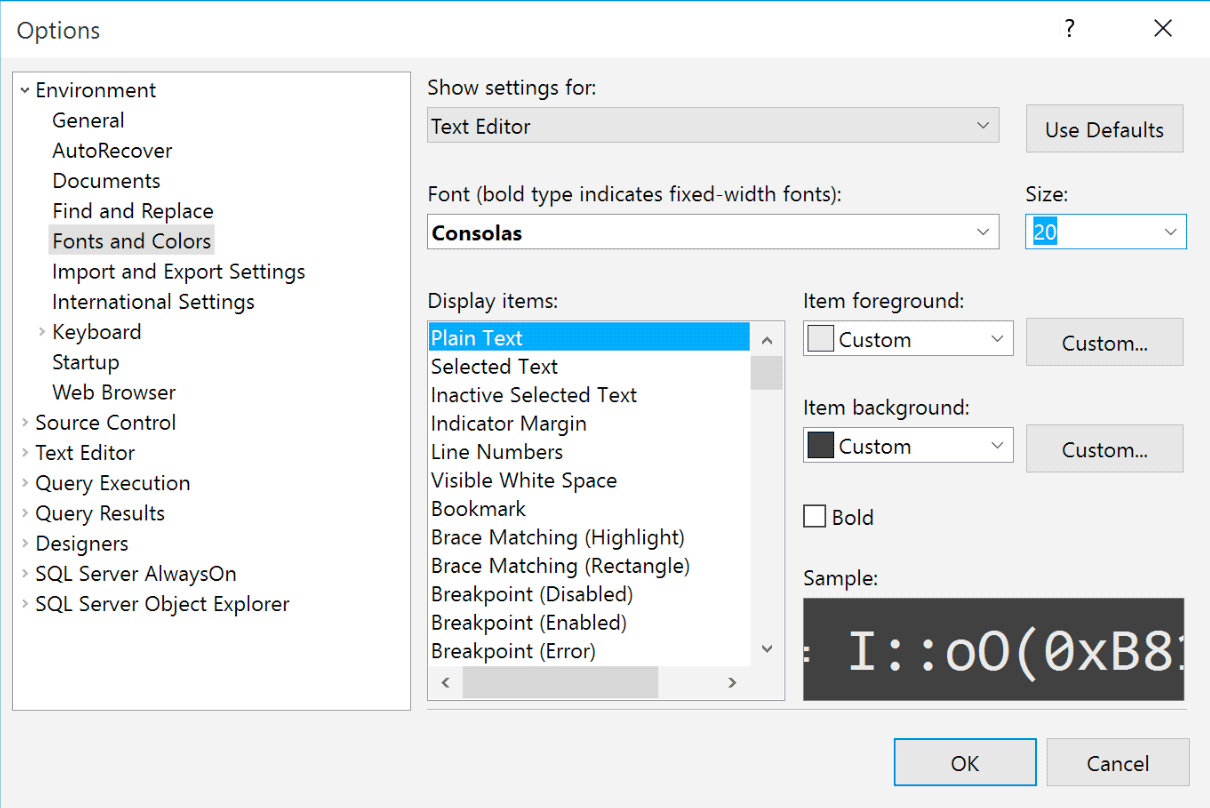 Options
?
Environment
General
AutoRecover
Documents
Find and Replace
Fonts and Colors
Import and Export Settings
International Settings
Keyboard
Startup
Web Browser
Source Control
Text Editor
Query Execution
Query Results
Designers
SQL Server AlwaysOn
SQL Server Object Explorer
Show settings for:
Text Editor
Use Defaults
Font (bold type indicates fixed-width fonts):
Size:
Consolas
20
Display items:
Plain Text
Selected Text
Inactive Selected Text
Indicator Margin
Line Numbers
Visible White Space
Bookmark
Brace Matching (Highlight)
Brace Matching (Rectangle)
Breakpoint (Disabled)
Breakpoint (Enabled)
Breakpoint (Error)
Item foreground:
Custom
Custom...
Item background:
Custom
Custom...
Bold
Sample:
= I::oO(0xB81
OK
Cancel